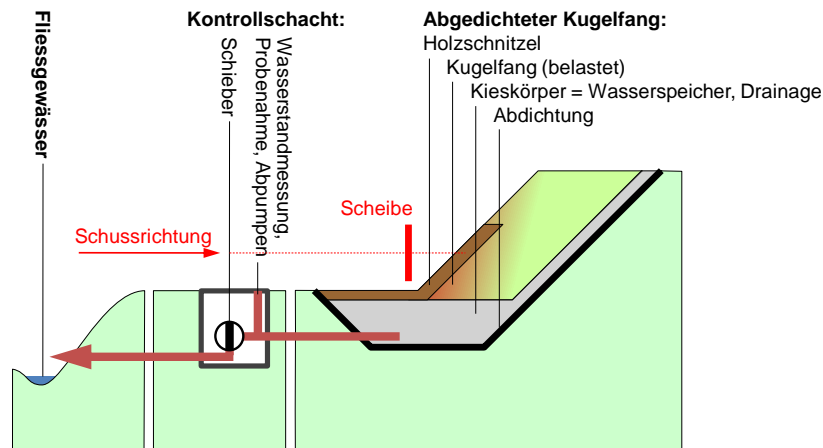 Fliessgewässer
Kontrollschacht:
Schieber
Wasserstandmessung,
Probenahme, Abpumpen
Abgedichteter Kugelfang:
Holzschnitzel
Kugelfang (belastet)
Kieskörper = Wasserspeicher, Drainage
Abdichtung
Scheibe
Schussrichtung